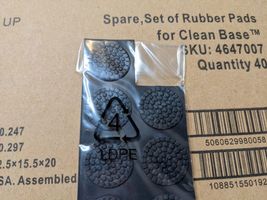 UP
Spare,Set of Rubber Pads
for Clean Base™
SKU: 4647007
Quantity 40
4
LDPE
0.247
0.297
2.5×15.5×20
SA. Assembled
5060629980058
10885155019